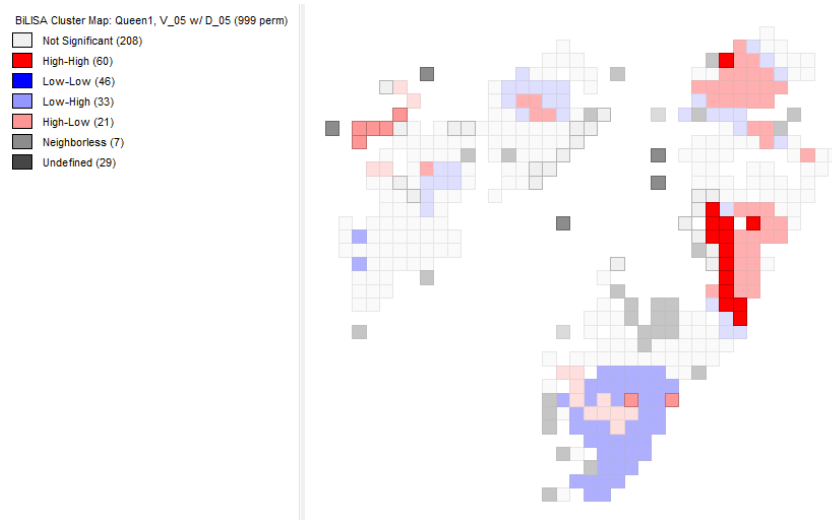 BiLISA Cluster Map: Queen1, V_05 w/ D_05 (999 perm)
Not Significant (208)
High-High (60)
Low-Low (46)
Low-High (33)
High-Low (21)
Neighborless (7)
Undefined (29)